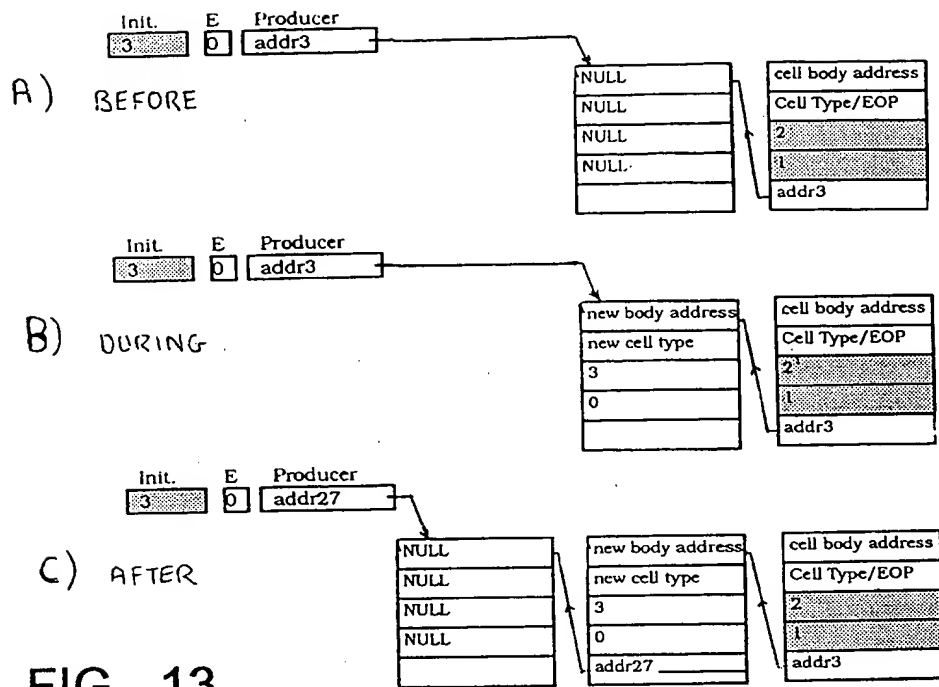 Init. E Producer
3 0 addr3
A) BEFORE
NULL
NULL
NULL
NULL
cell body address
Cell Type/EOP
2
1
addr3
Init. E Producer
3 0 addr3
B) DURING
new body address
new cell type
3
0
cell body address
Cell Type/EOP
2
1
addr3
Init. E Producer
3 0 addr27
C) AFTER
NULL
NULL
NULL
NULL
new body address
new cell type
3
0
addr27
cell body address
Cell Type/EOP
2
1
addr3
FIG. 13